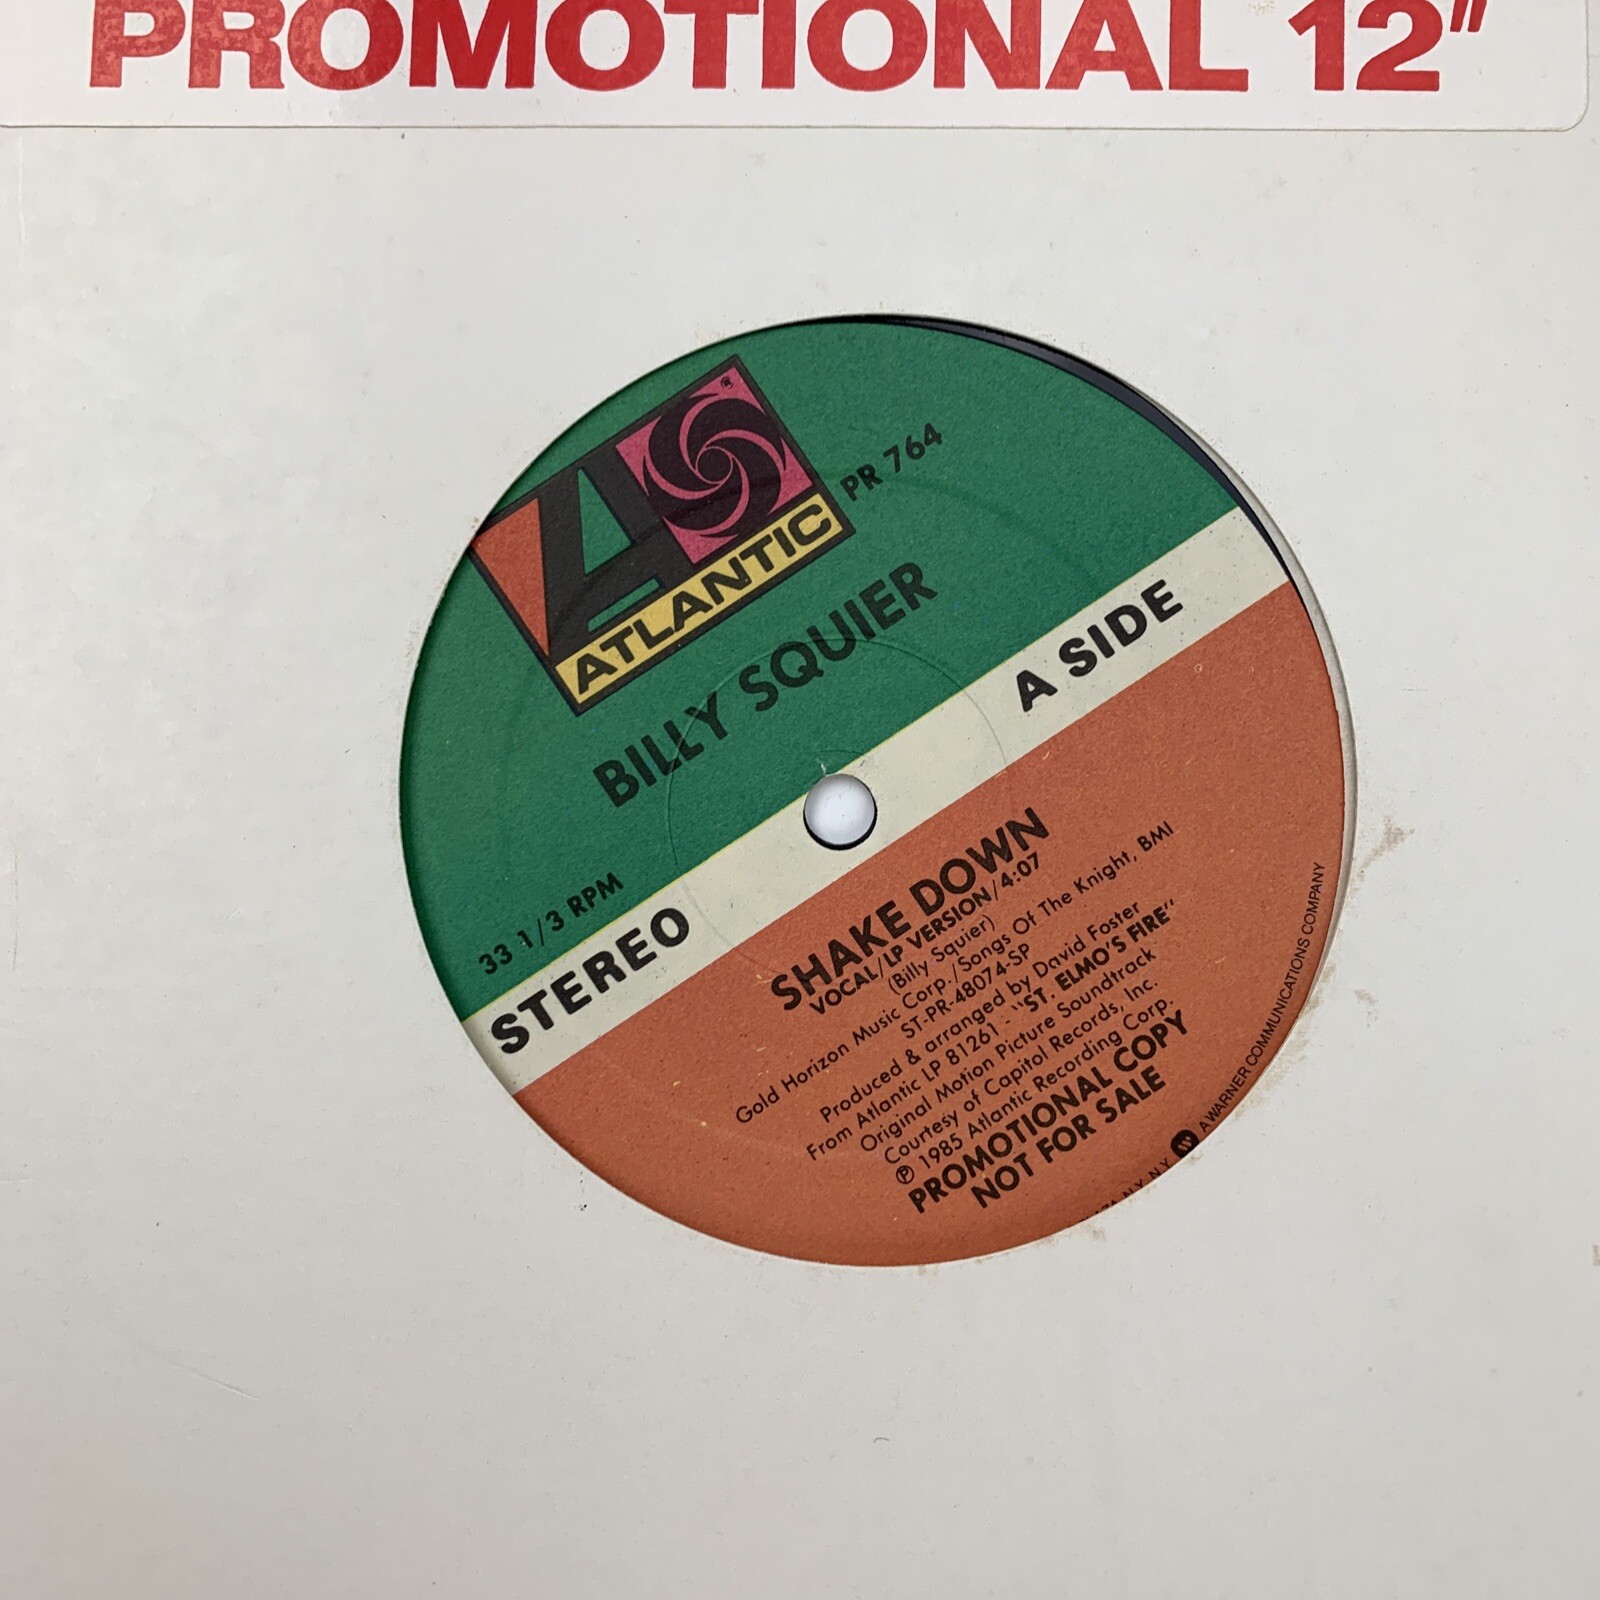 PROMOTIONAL 12"
ATLANTIC
®
PR 764
BILLY SQUIER
33 1/3 RPM
STEREO
A SIDE
SHAKE DOWN
VOCAL/LP VERSION/4:07
(Billy Squier)
Gold Horizon Music Corp./Songs Of The Knight, BMI
ST-PR-48074-SP
Produced & arranged by David Foster
From Atlantic LP 81261 - "ST. ELMO'S FIRE"
Original Motion Picture Soundtrack
Courtesy of Capitol Records, Inc.
℗ 1985 Atlantic Recording Corp.
PROMOTIONAL COPY
NOT FOR SALE
N.Y. N.Y. A WARNER COMMUNICATIONS COMPANY